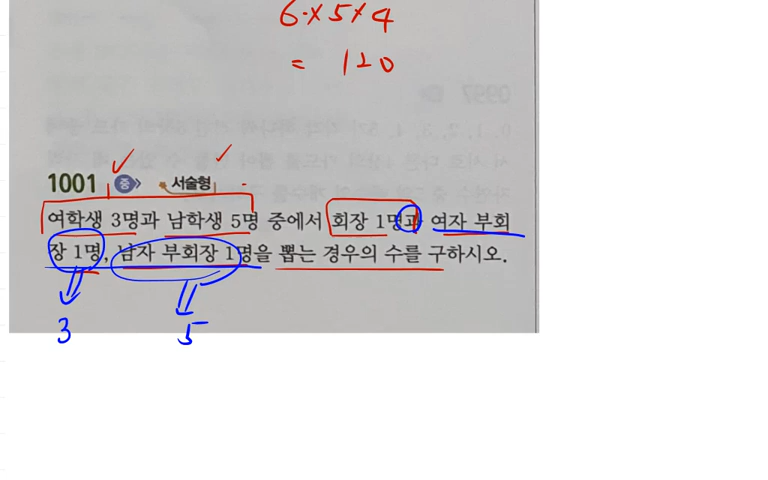 6×5×4
= 120
0997
1001 중 서술형
여학생 3명과 남학생 5명 중에서 회장 1명과 여자 부회
장 1명, 남자 부회장 1명을 뽑는 경우의 수를 구하시오.
3 5